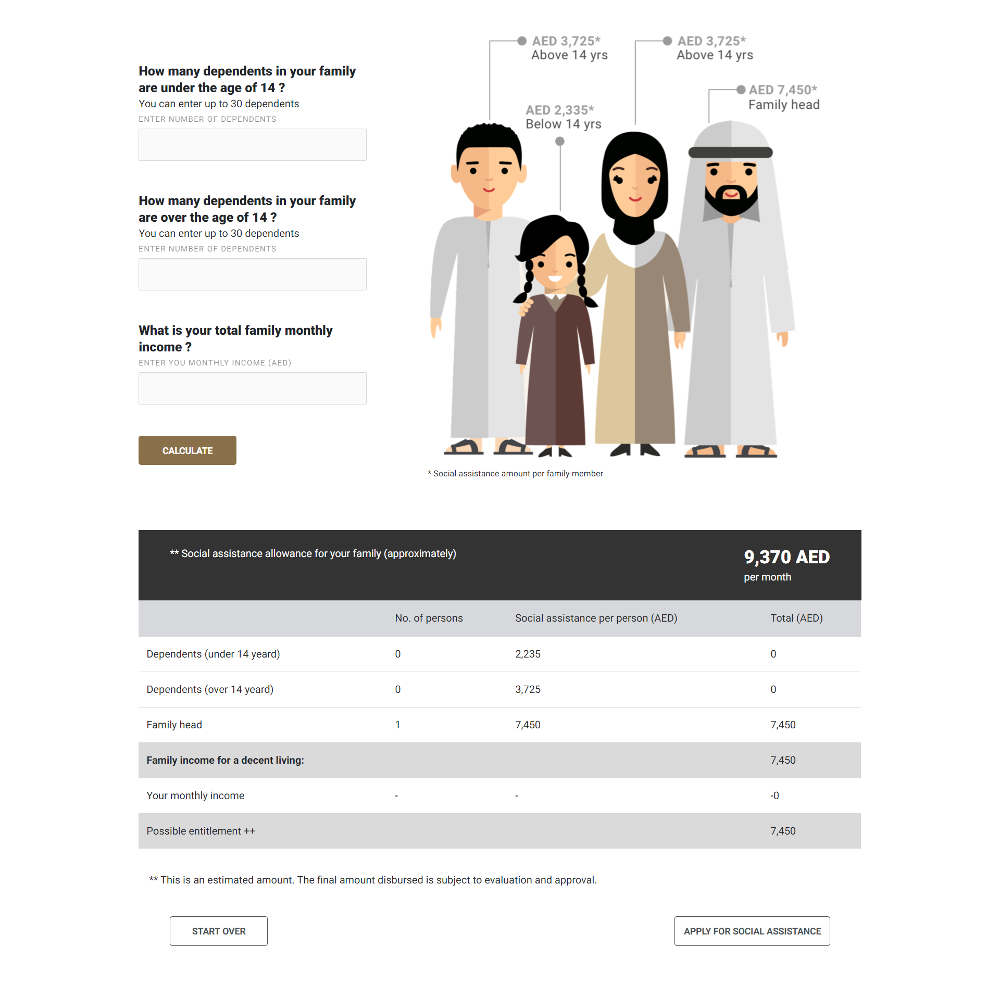 How many dependents in your family
are under the age of 14 ?
You can enter up to 30 dependents
ENTER NUMBER OF DEPENDENTS
How many dependents in your family
are over the age of 14 ?
You can enter up to 30 dependents
ENTER NUMBER OF DEPENDENTS
What is your total family monthly
income ?
ENTER YOU MONTHLY INCOME (AED)
CALCULATE
AED 3,725*
Above 14 yrs
AED 3,725*
Above 14 yrs
AED 7,450*
Family head
AED 2,335*
Below 14 yrs
* Social assistance amount per family member
** Social assistance allowance for your family (approximately)
9,370 AED
per month
No. of persons Social assistance per person (AED) Total (AED)
Dependents (under 14 yeard) 0 2,235 0
Dependents (over 14 yeard) 0 3,725 0
Family head 1 7,450 7,450
Family income for a decent living: 7,450
Your monthly income - - -0
Possible entitlement ++ 7,450
** This is an estimated amount. The final amount disbursed is subject to evaluation and approval.
START OVER
APPLY FOR SOCIAL ASSISTANCE